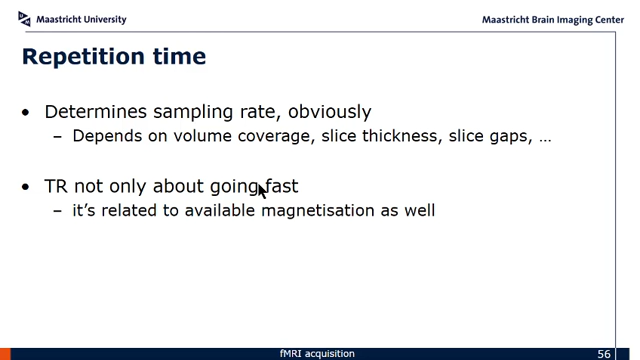 Maastricht University
Maastricht Brain Imaging Center
Repetition time
• Determines sampling rate, obviously
– Depends on volume coverage, slice thickness, slice gaps, …
• TR not only about going fast
– it's related to available magnetisation as well
fMRI acquisition
56